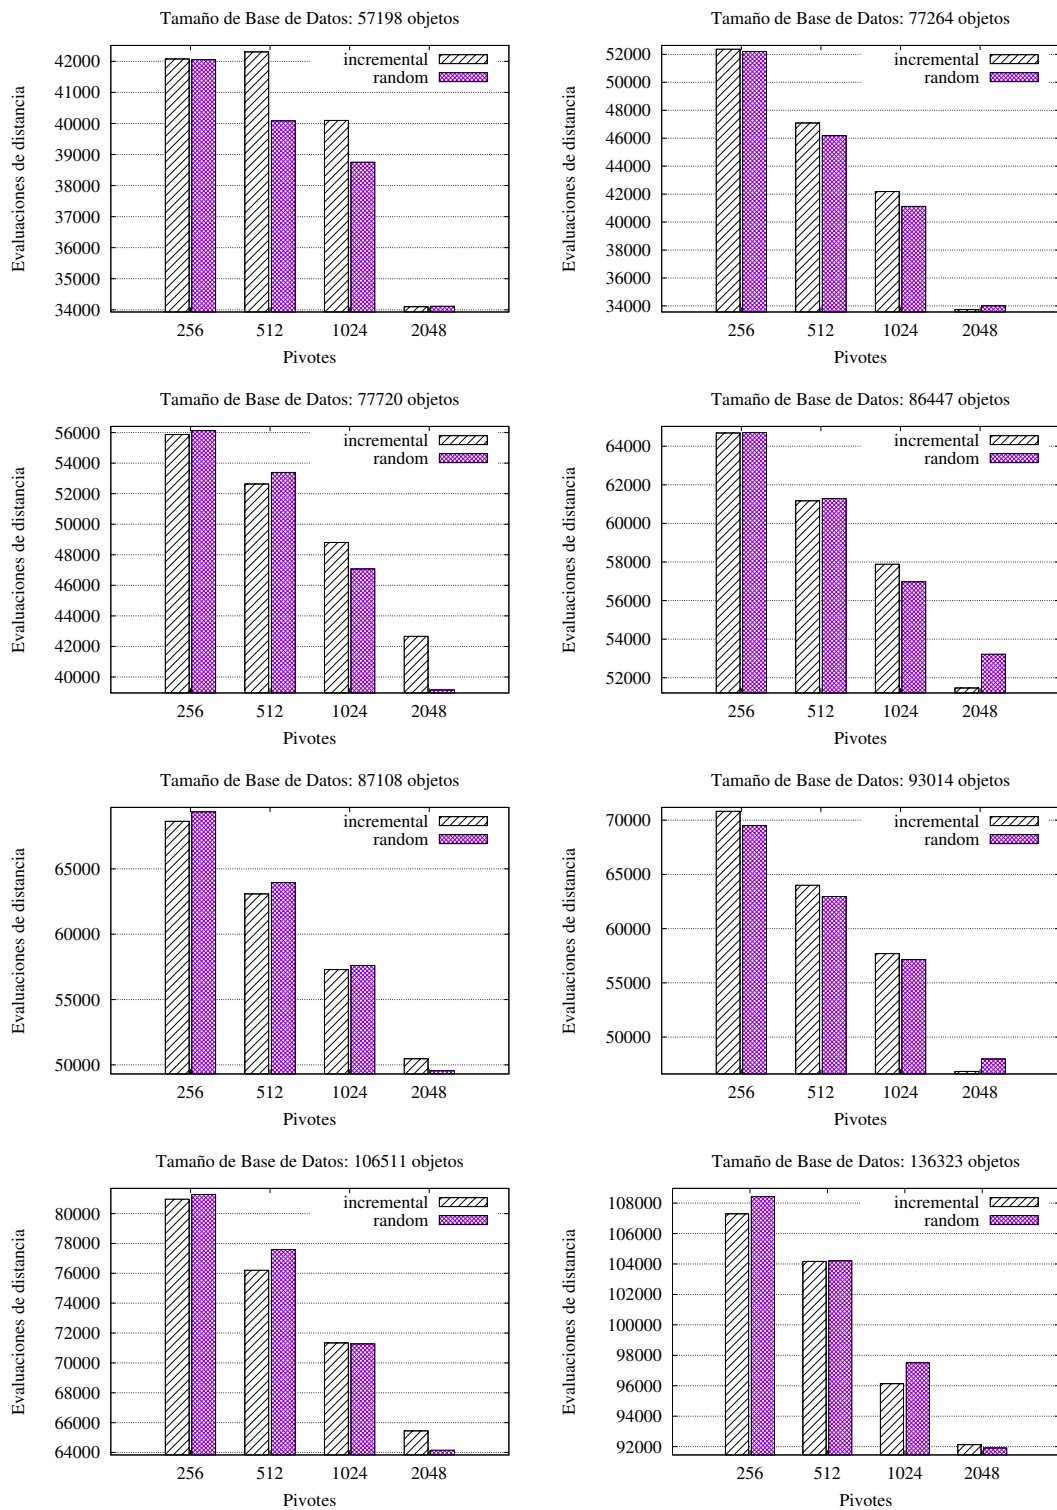 Tamaño de Base de Datos: 57198 objetos
Evaluaciones de distancia
42000
41000
40000
39000
38000
37000
36000
35000
34000
incremental
random
256 512 1024 2048
Pivotes
Tamaño de Base de Datos: 77264 objetos
Evaluaciones de distancia
52000
50000
48000
46000
44000
42000
40000
38000
36000
34000
incremental
random
256 512 1024 2048
Pivotes
Tamaño de Base de Datos: 77720 objetos
Evaluaciones de distancia
56000
54000
52000
50000
48000
46000
44000
42000
40000
incremental
random
256 512 1024 2048
Pivotes
Tamaño de Base de Datos: 86447 objetos
Evaluaciones de distancia
64000
62000
60000
58000
56000
54000
52000
incremental
random
256 512 1024 2048
Pivotes
Tamaño de Base de Datos: 87108 objetos
Evaluaciones de distancia
65000
60000
55000
50000
incremental
random
256 512 1024 2048
Pivotes
Tamaño de Base de Datos: 93014 objetos
Evaluaciones de distancia
70000
65000
60000
55000
50000
incremental
random
256 512 1024 2048
Pivotes
Tamaño de Base de Datos: 106511 objetos
Evaluaciones de distancia
80000
78000
76000
74000
72000
70000
68000
66000
64000
incremental
random
256 512 1024 2048
Pivotes
Tamaño de Base de Datos: 136323 objetos
Evaluaciones de distancia
108000
106000
104000
102000
100000
98000
96000
94000
92000
incremental
random
256 512 1024 2048
Pivotes